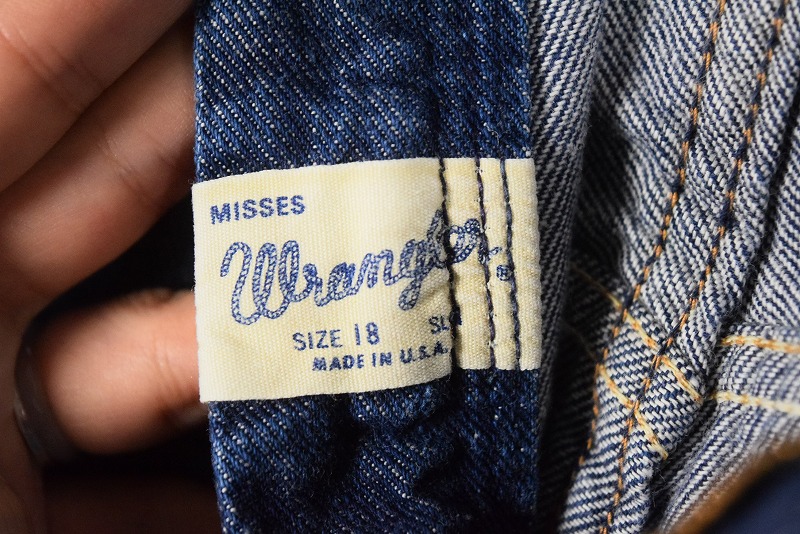 MISSES
Wrangler®
SIZE 18
MADE IN U.S.A.